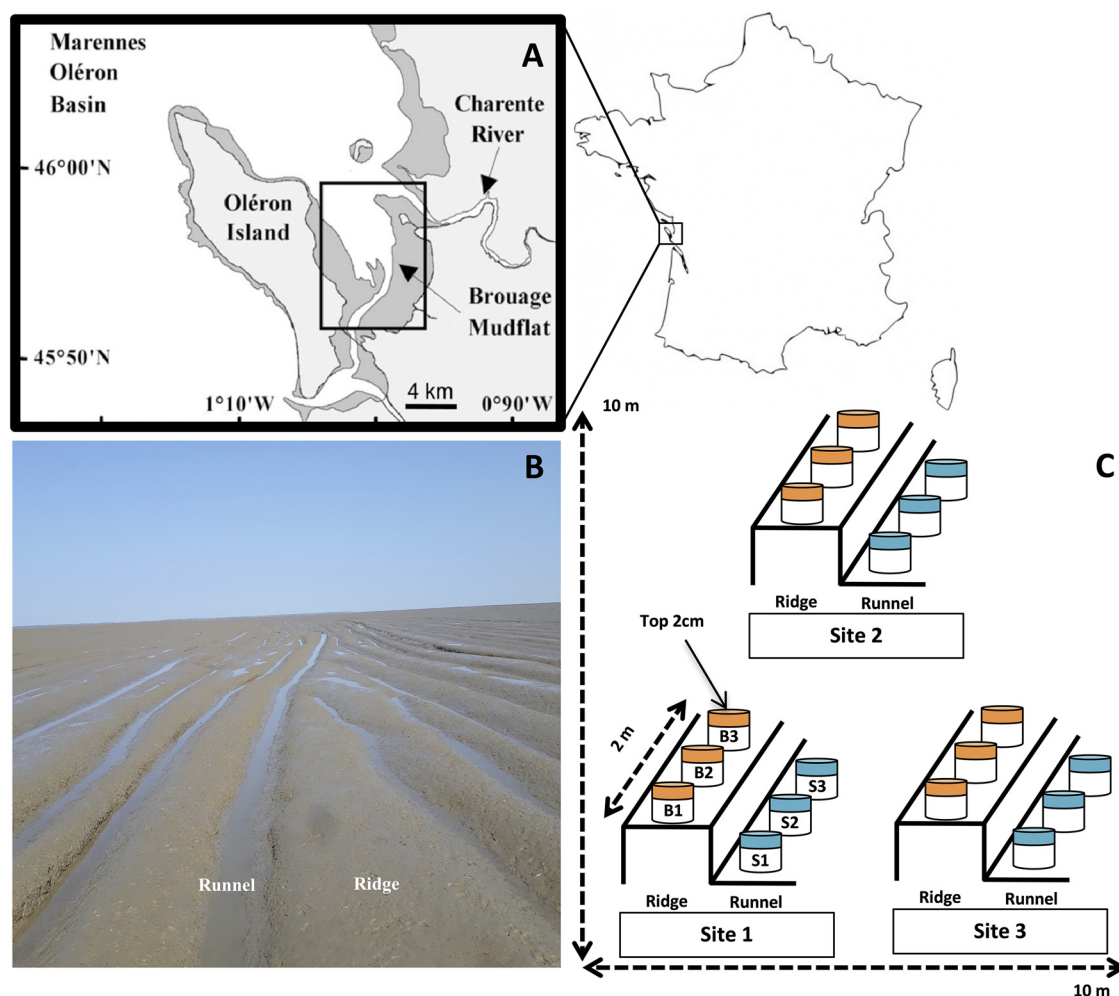 Marennes
Oléron
Basin
A
Charente
River
46°00'N
Oléron
Island
Brouage
Mudflat
45°50'N
1°10'W
4 km
0°90'W
10 m
B
C
Ridge
Runnel
Site 2
Top 2cm
2 m
B3
B2
B1
S3
S2
S1
Runnel
Ridge
Ridge
Runnel
Site 1
Ridge
Runnel
Site 3
10 m